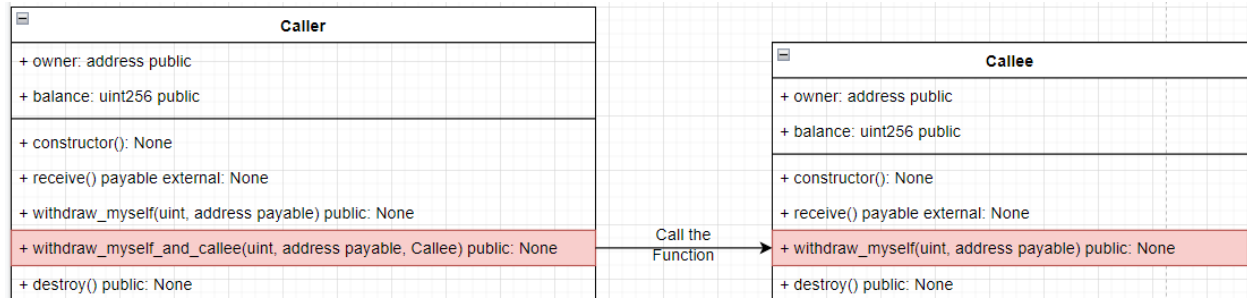 Caller
+ owner: address public
+ balance: uint256 public
+ constructor(): None
+ receive() payable external: None
+ withdraw_myself(uint, address payable) public: None
+ withdraw_myself_and_callee(uint, address payable, Callee) public: None
+ destroy() public: None
Call the
Function
Callee
+ owner: address public
+ balance: uint256 public
+ constructor(): None
+ receive() payable external: None
+ withdraw_myself(uint, address payable) public: None
+ destroy() public: None